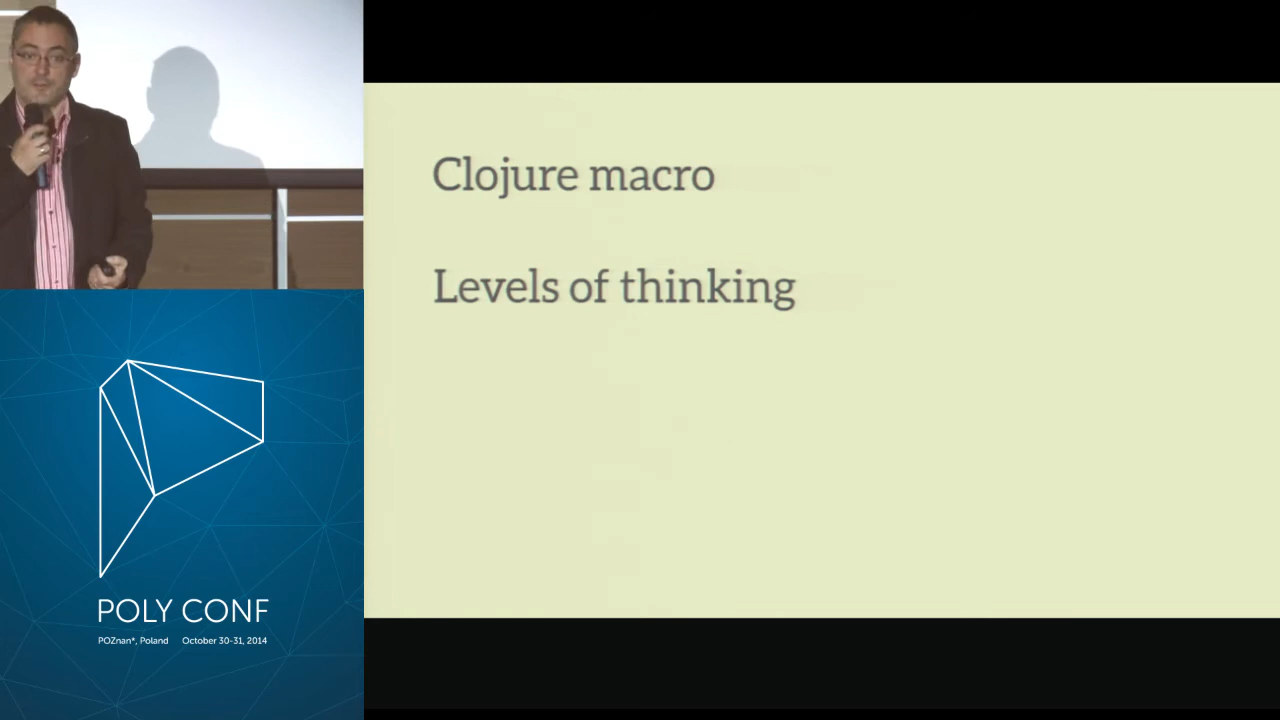 Clojure macro
Levels of thinking
POLY CONF
POZnan*, Poland October 30-31, 2014